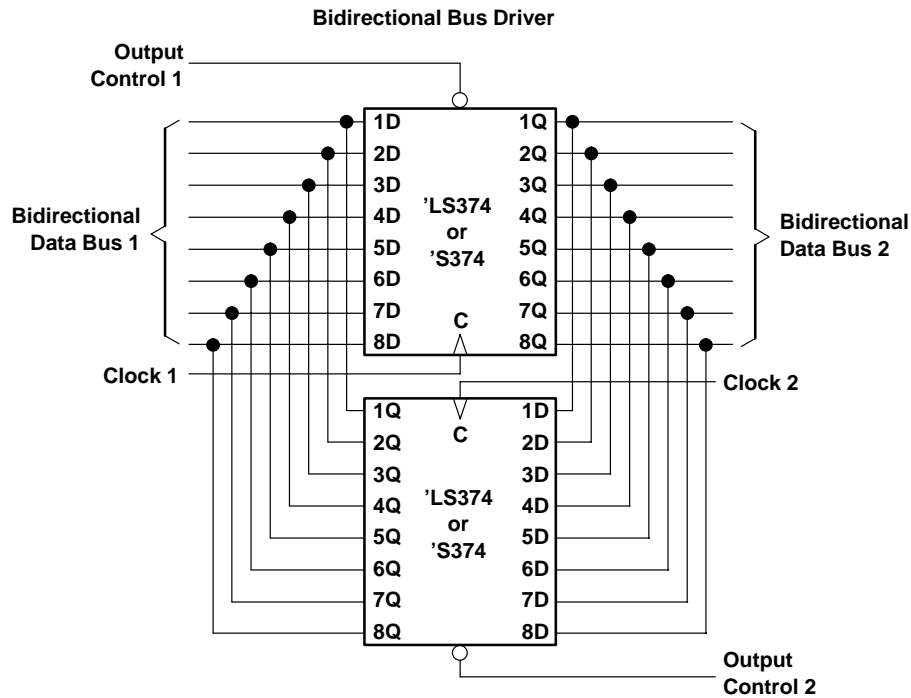 Bidirectional Bus Driver
Output
Control 1
1D
2D
3D
4D
5D
6D
7D
8D
1Q
2Q
3Q
4Q
5Q
6Q
7Q
8Q
’LS374
or
’S374
C
Bidirectional
Data Bus 1
Bidirectional
Data Bus 2
Clock 1
Clock 2
1Q
2Q
3Q
4Q
5Q
6Q
7Q
8Q
C
’LS374
or
’S374
1D
2D
3D
4D
5D
6D
7D
8D
Output
Control 2